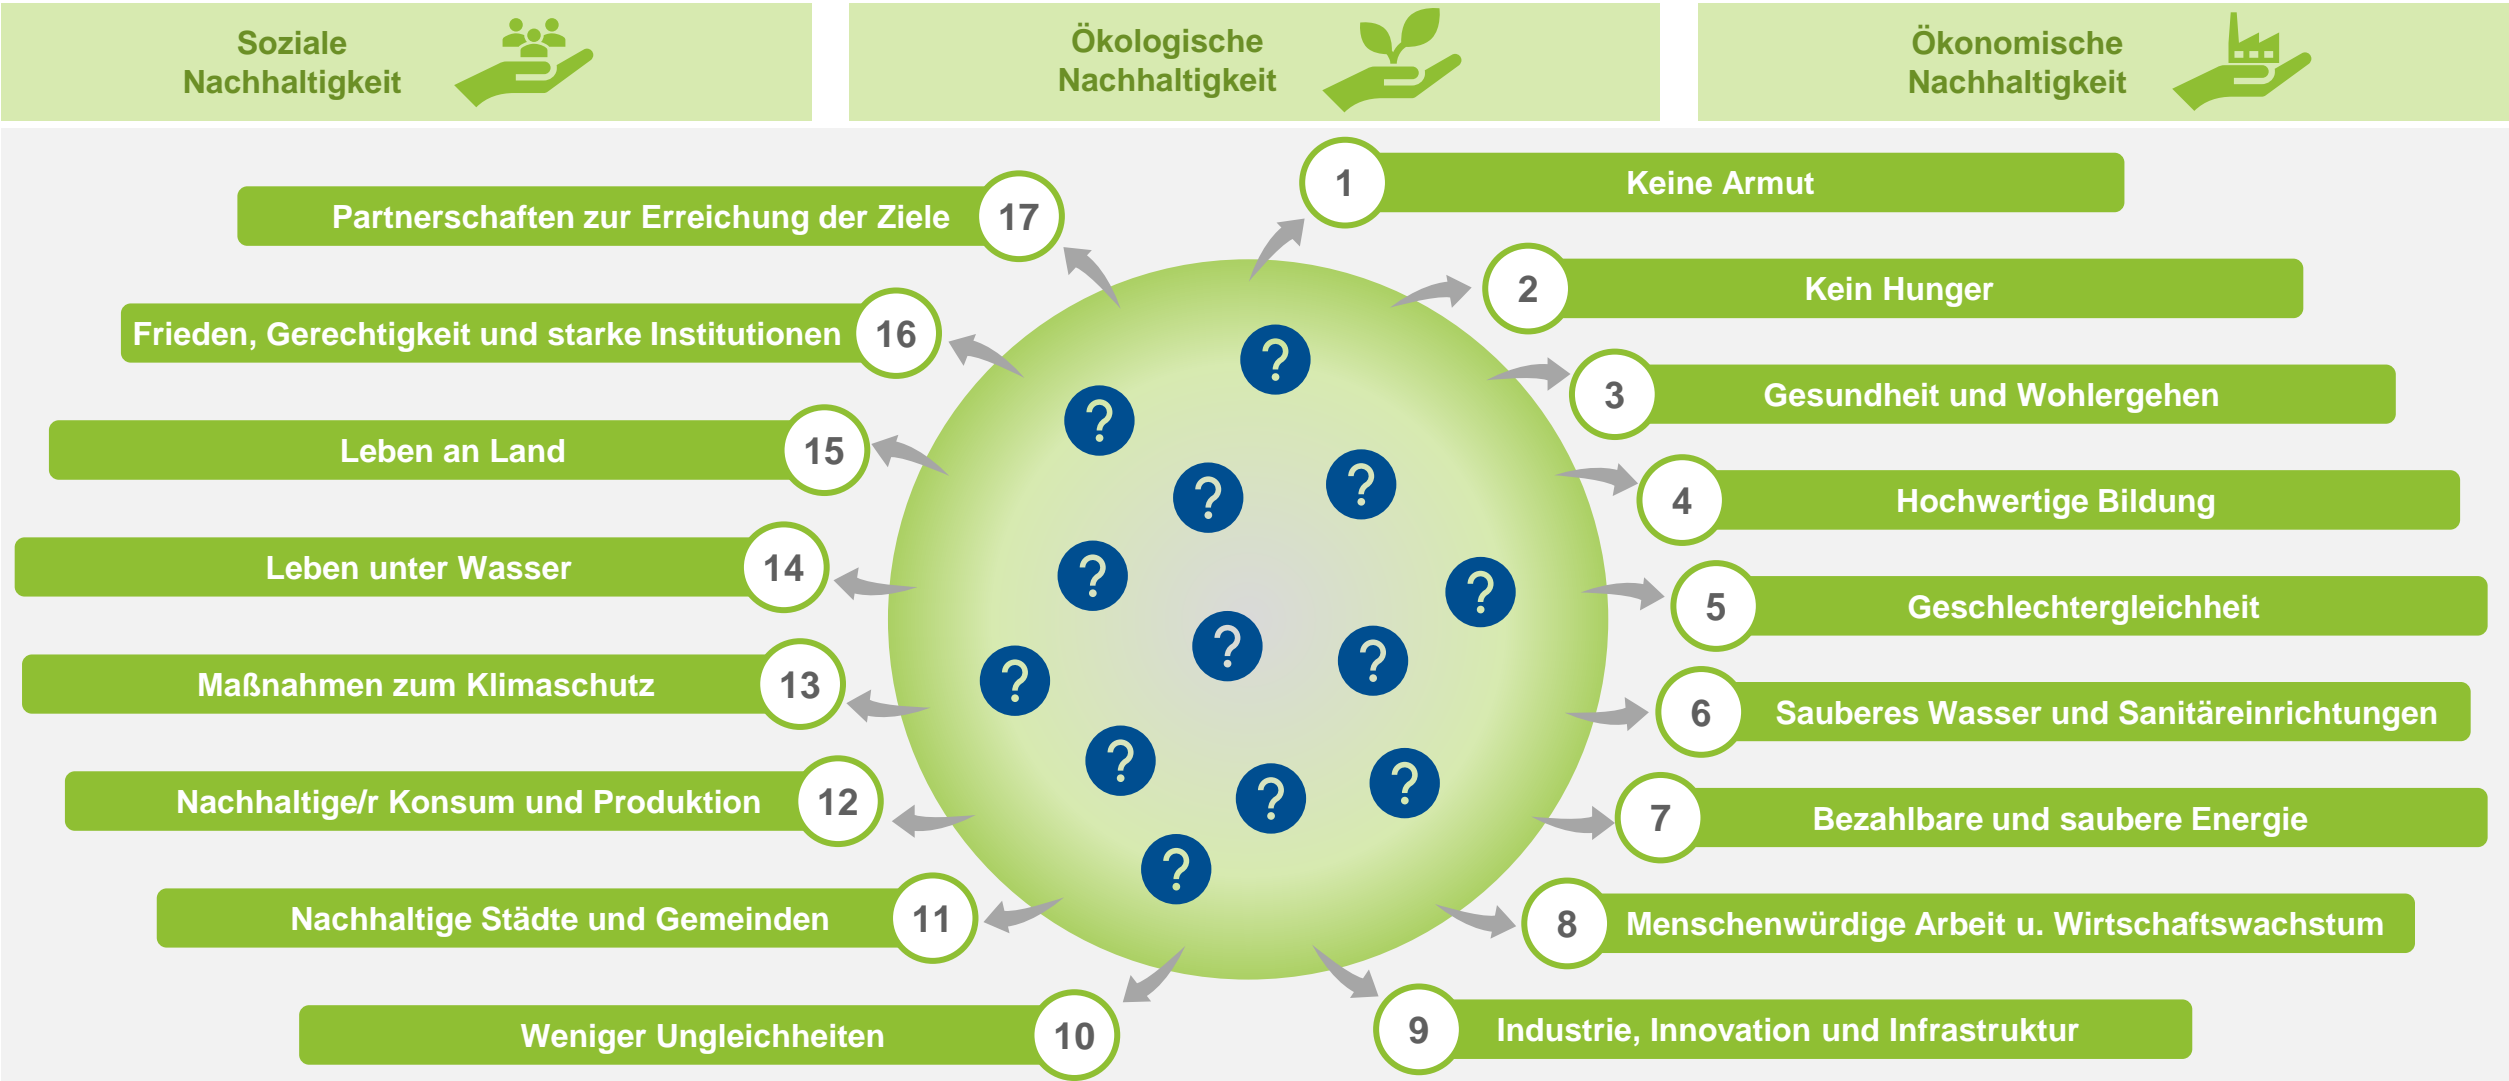 Soziale
Nachhaltigkeit
Ökologische
Nachhaltigkeit
Ökonomische
Nachhaltigkeit
1 Keine Armut
2 Kein Hunger
3 Gesundheit und Wohlergehen
4 Hochwertige Bildung
5 Geschlechtergleichheit
6 Sauberes Wasser und Sanitäreinrichtungen
7 Bezahlbare und saubere Energie
8 Menschenwürdige Arbeit u. Wirtschaftswachstum
9 Industrie, Innovation und Infrastruktur
Weniger Ungleichheiten 10
Nachhaltige Städte und Gemeinden 11
Nachhaltige/r Konsum und Produktion 12
Maßnahmen zum Klimaschutz 13
Leben unter Wasser 14
Leben an Land 15
Frieden, Gerechtigkeit und starke Institutionen 16
Partnerschaften zur Erreichung der Ziele 17
?
?
?
?
?
?
?
?
?
?
?
?
?